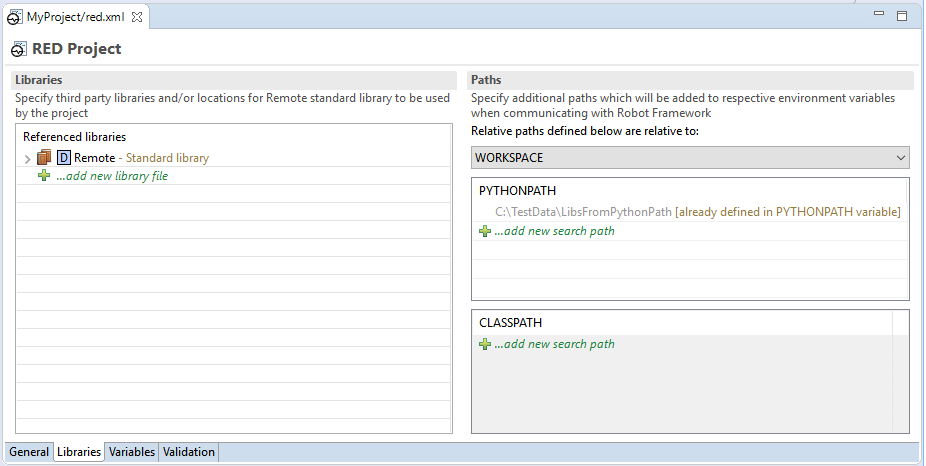 MyProject/red.xml
RED Project
Libraries
Specify third party libraries and/or locations for Remote standard library to be used
by the project
Referenced libraries
D Remote - Standard library
...add new library file
Paths
Specify additional paths which will be added to respective environment variables
when communicating with Robot Framework
Relative paths defined below are relative to:
WORKSPACE
PYTHONPATH
C:\TestData\LibsFromPythonPath [already defined in PYTHONPATH variable]
...add new search path
CLASSPATH
...add new search path
General Libraries Variables Validation